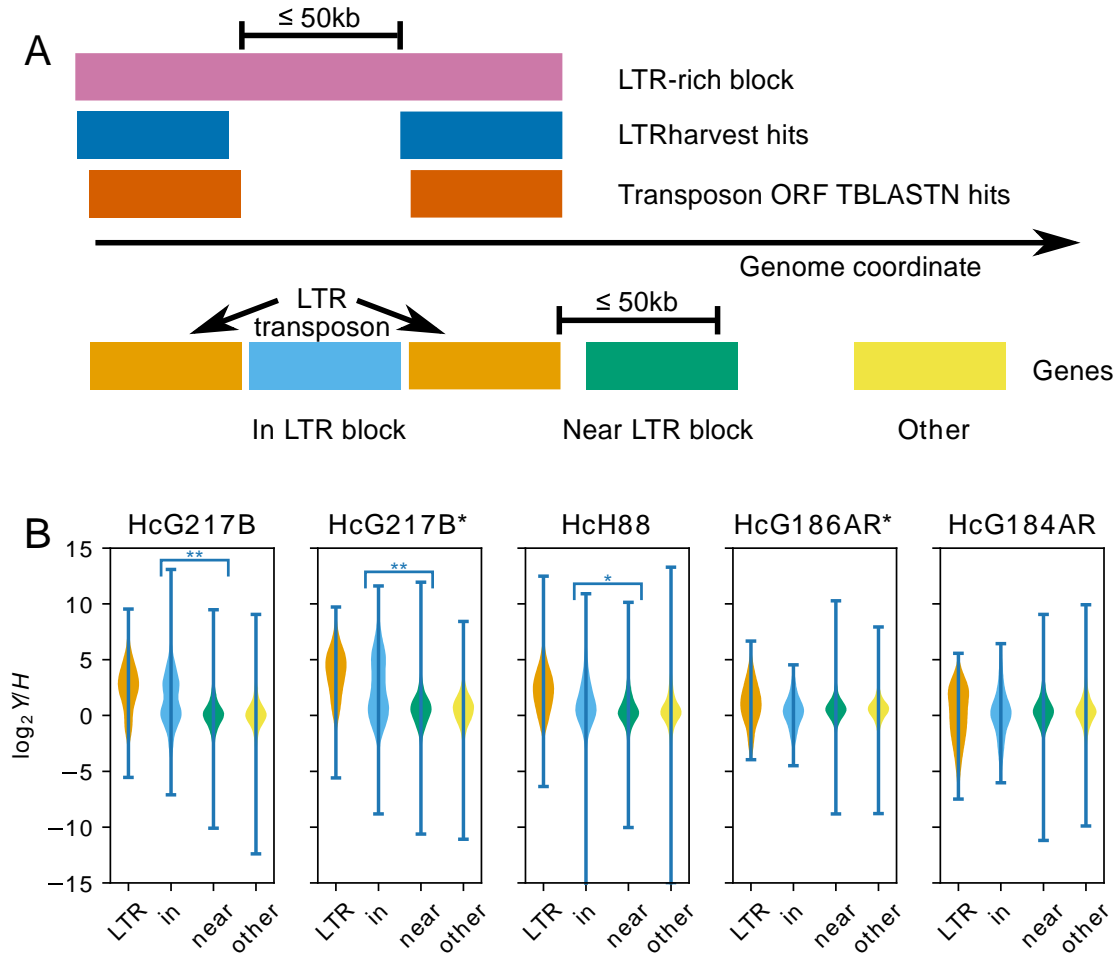 ≤ 50kb
A
LTR-rich block
LTRharvest hits
Transposon ORF TBLASTN hits
Genome coordinate
LTR
transposon
≤ 50kb
Genes
In LTR block
Near LTR block
Other
B
HcG217B
HcG217B*
HcH88
HcG186AR*
HcG184AR
log₂ Y/H
15
10
5
0
−5
−10
−15
**
**
*
LTR
in
near
other
LTR
in
near
other
LTR
in
near
other
LTR
in
near
other
LTR
in
near
other